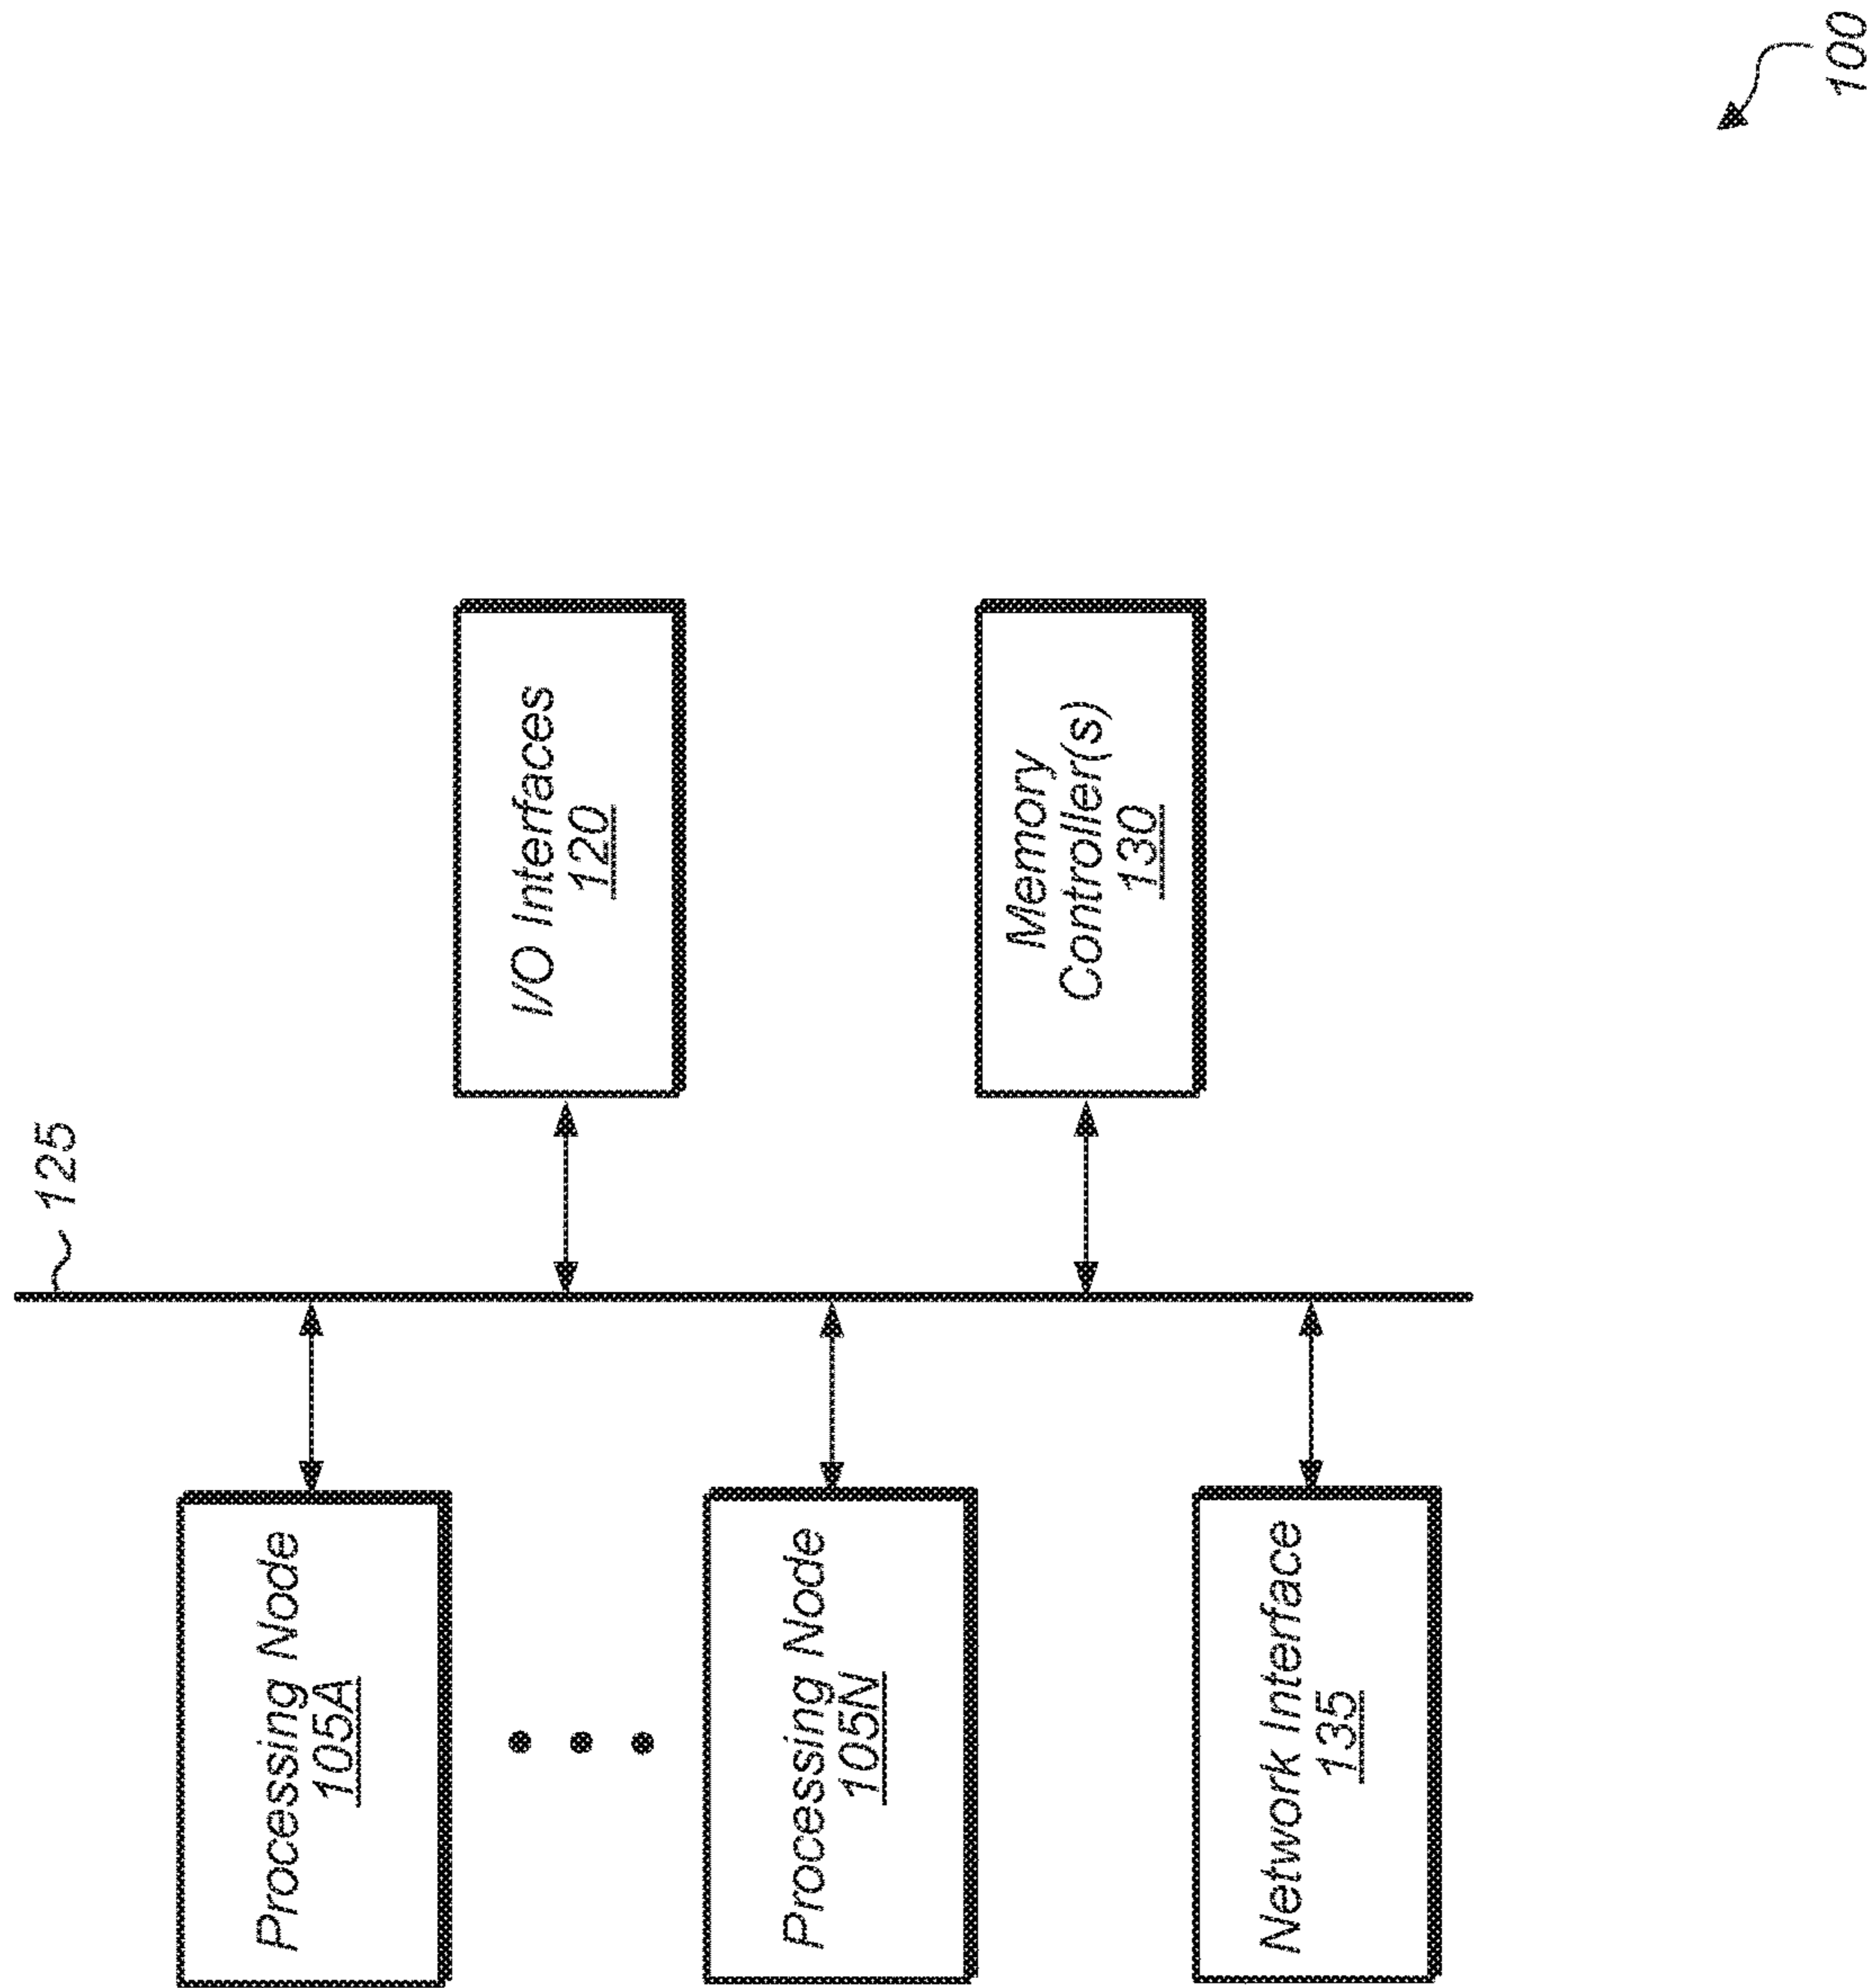 100
125
I/O Interfaces
120
Memory
Controller(s)
130
Processing Node
105A
Processing Node
105N
Network Interface
135